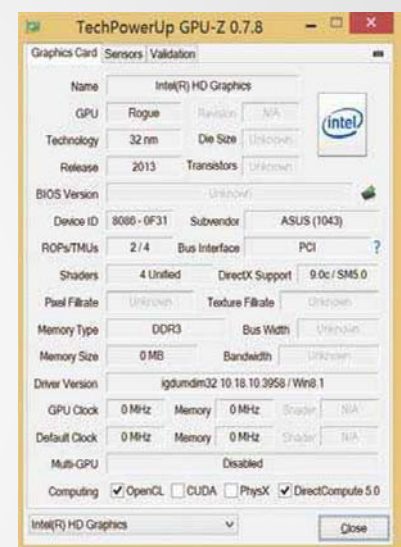 TechPowerUp GPU-Z 0.7.8
Graphics Card Sensors Validation
Name Intel(R) HD Graphics
GPU Rogue Revision N/A
intel
Technology 32 nm Die Size Unknown
Release 2013 Transistors Unknown
BIOS Version Unknown
Device ID 8086 - 0F31 Subvendor ASUS (1043)
ROPs/TMUs 2 / 4 Bus Interface PCI ?
Shaders 4 Unified DirectX Support 9.0c / SM5.0
Pixel Fillrate Unknown Texture Fillrate Unknown
Memory Type DDR3 Bus Width Unknown
Memory Size 0 MB Bandwidth Unknown
Driver Version igdumdim32 10.18.10.3958 / Win8.1
GPU Clock 0 MHz Memory 0 MHz Shader N/A
Default Clock 0 MHz Memory 0 MHz Shader N/A
Multi-GPU Disabled
Computing OpenCL CUDA PhysX DirectCompute 5.0
Intel(R) HD Graphics Close